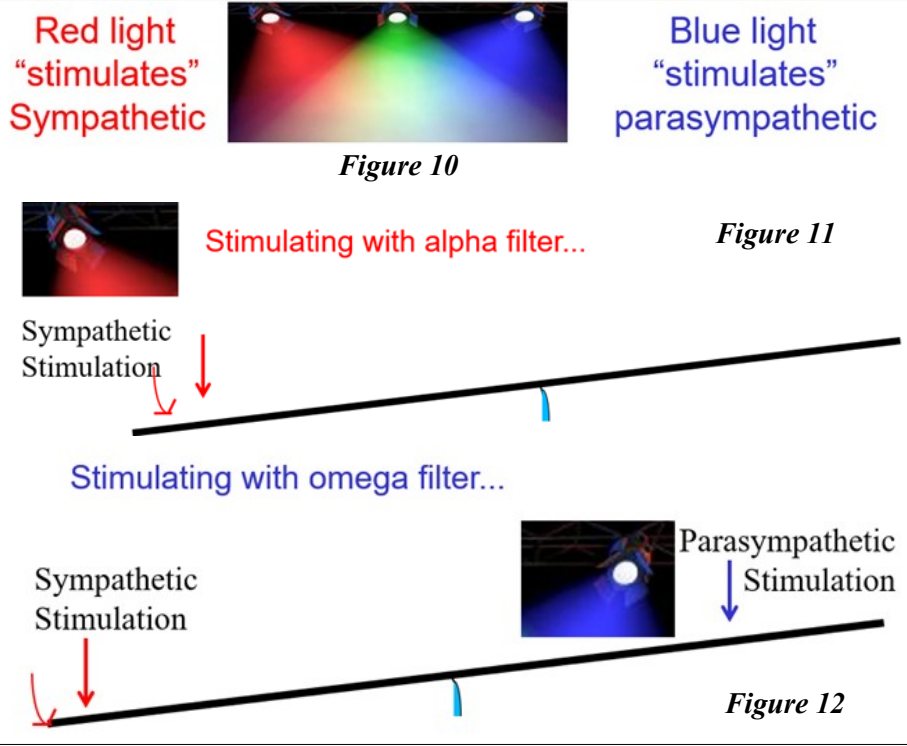 Red light
“stimulates”
Sympathetic
Blue light
“stimulates”
parasympathetic
Figure 10
Stimulating with alpha filter...
Figure 11
Sympathetic
Stimulation
Stimulating with omega filter...
Sympathetic
Stimulation
Parasympathetic
Stimulation
Figure 12